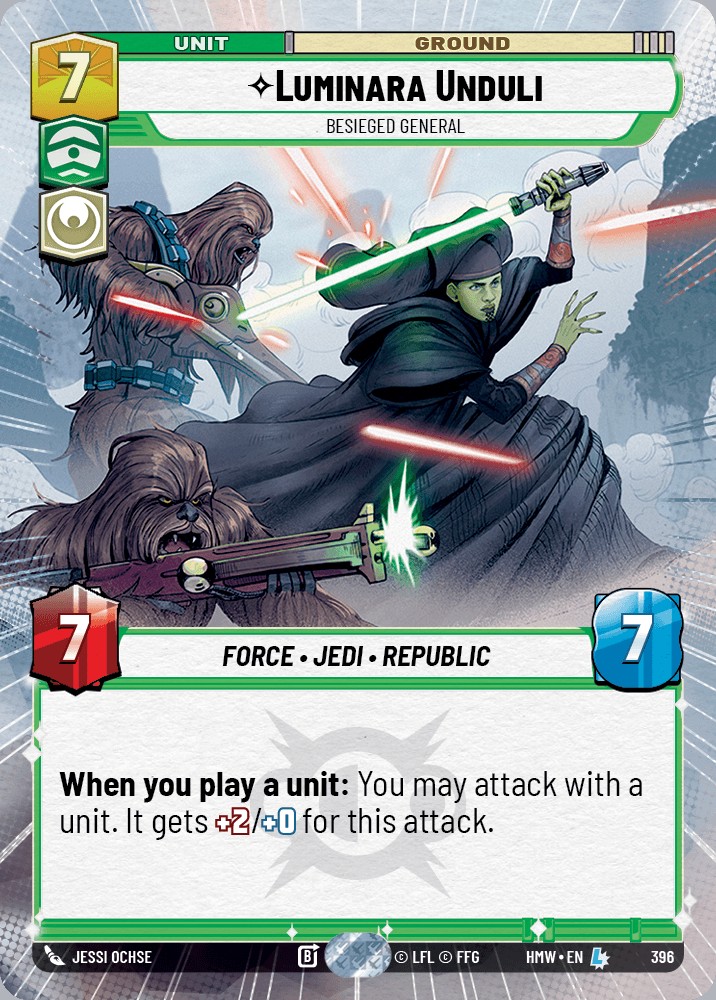 UNIT
GROUND
7
✧LUMINARA UNDULI
BESIEGED GENERAL
7
7
FORCE • JEDI • REPUBLIC
When you play a unit: You may attack with a
unit. It gets +2/+0 for this attack.
JESSI OCHSE
B
© LFL © FFG
HMW • EN
L
396